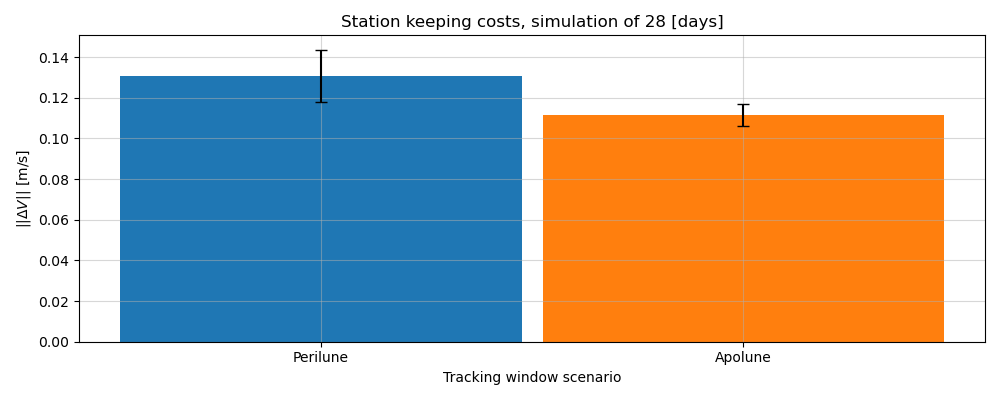 Station keeping costs, simulation of 28 [days]
0.14
0.12
0.10
0.08
0.06
0.04
0.02
0.00
||ΔV|| [m/s]
Perilune
Apolune
Tracking window scenario